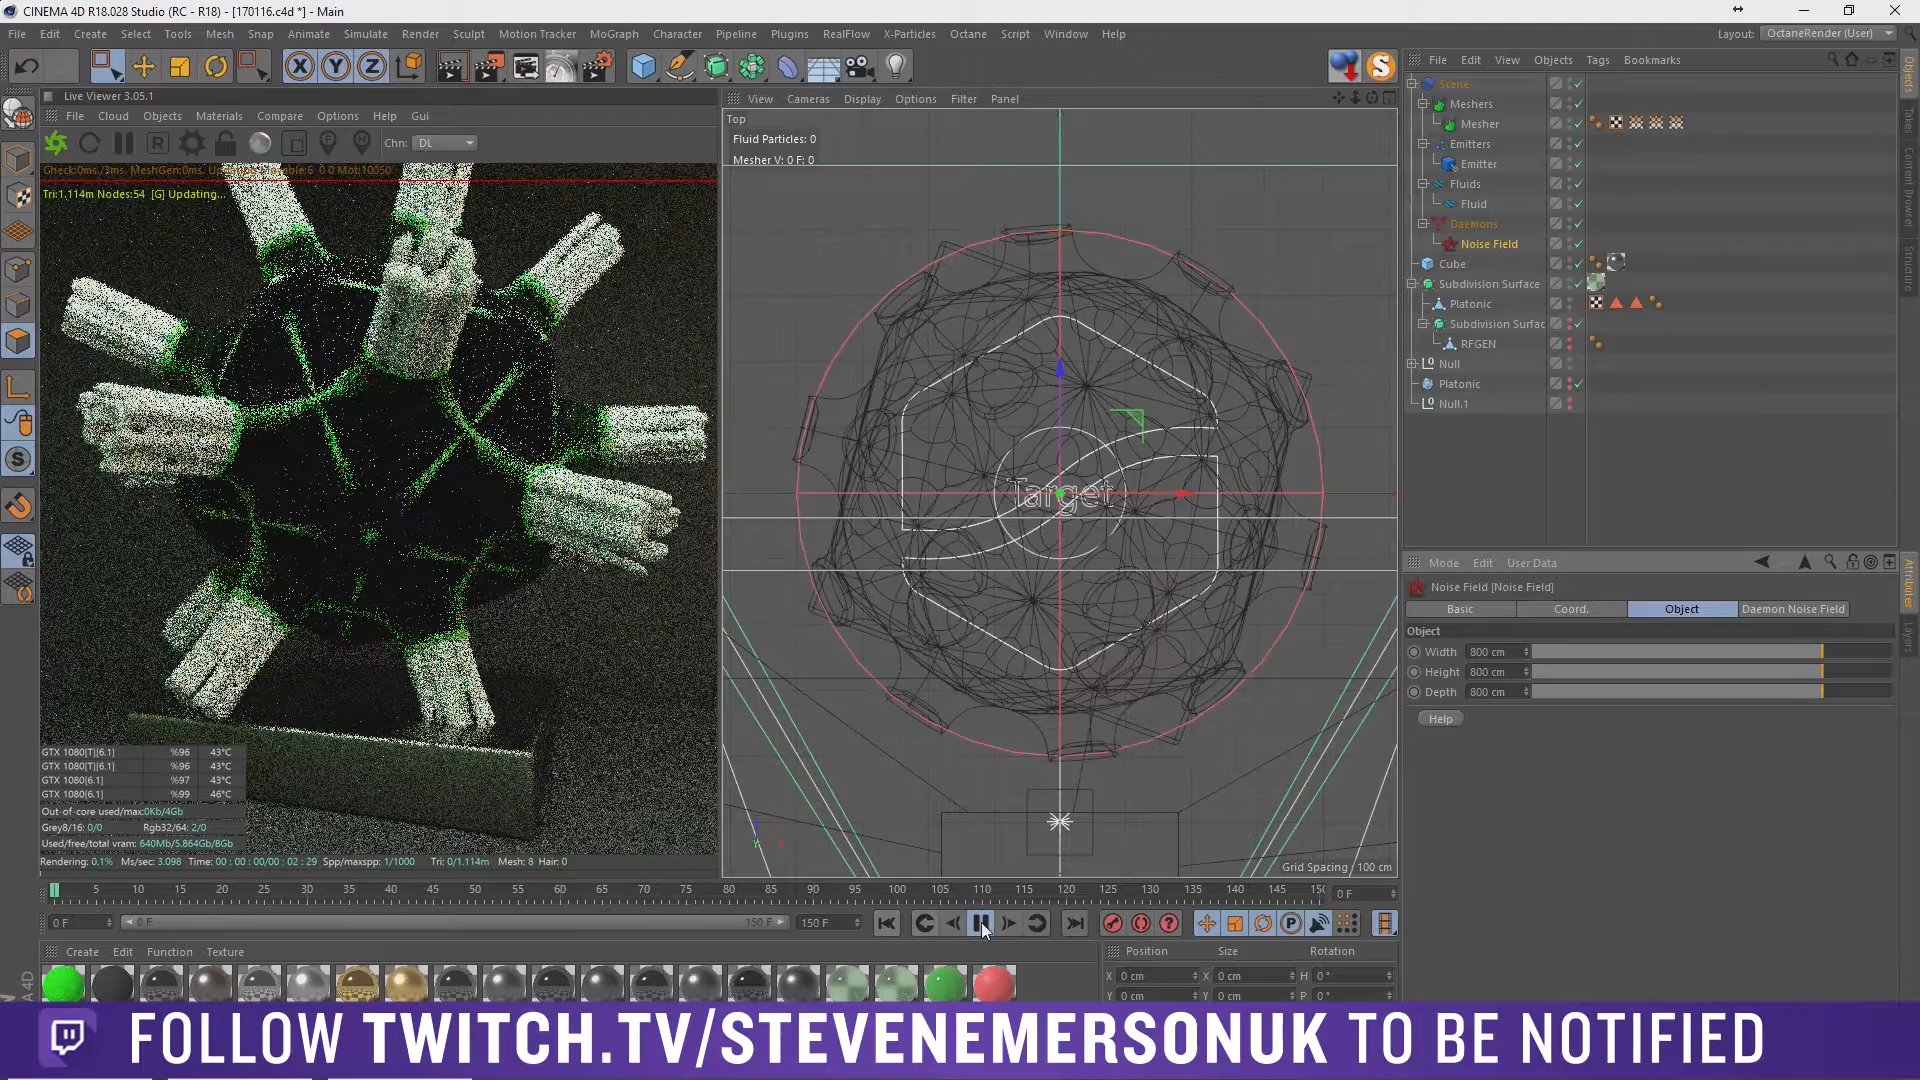 CINEMA 4D R18.028 Studio (RC - R18) - [170116.c4d *] - Main
File Edit Create Select Tools Mesh Snap Animate Simulate Render Sculpt Motion Tracker MoGraph Character Pipeline Plugins RealFlow X-Particles Octane Script Window Help
Layout: OctaneRender (User)
X Y Z
Live Viewer 3.05.1
File Cloud Objects Materials Compare Options Help Gui
Chn: DL
Tri:1.114m Nodes:54 [G] Updating..
GTX 1080[T][6.1] %96 43°C
GTX 1080[T][6.1] %96 43°C
GTX 1080[6.1] %97 43°C
GTX 1080[6.1] %99 46°C
Out-of-core used/max:0Kb/4Gb
Grey8/16: 0/0 Rgb32/64: 2/0
Used/free/total vram: 640Mb/5.864Gb/8Gb
Rendering: 0.1% Ms/sec: 3.098 Time: 00 : 00 : 00/00 : 02 : 29 Spp/maxspp: 1/1000 Tri: 0/1.114m Mesh: 8 Hair: 0
View Cameras Display Options Filter Panel
Top
Fluid Particles: 0
Mesher V: 0 F: 0
Target
Grid Spacing : 100 cm
File Edit View Objects Tags Bookmarks
Scene
Meshers
Mesher
Emitters
Emitter
Fluids
Fluid
Daemons
Noise Field
Cube
Subdivision Surface
Platonic
Subdivision Surfac
RFGEN
Null
Platonic
Null.1
Objects
Takes
Content Browser
Structure
Mode Edit User Data
Noise Field [Noise Field]
Basic Coord. Object Daemon Noise Field
Object
Width 800 cm
Height 800 cm
Depth 800 cm
Help
Attributes
Layers
5 10 15 20 25 30 35 40 45 50 55 60 65 70 75 80 85 90 95 100 105 110 115 120 125 130 135 140 145 150
0 F
0 F 0 F 150 F 150 F
Create Edit Function Texture
Position Size Rotation
X 0 cm X 0 cm H 0 °
Y 0 cm Y 0 cm P 0 °
FOLLOW TWITCH.TV/STEVENEMERSONUK TO BE NOTIFIED